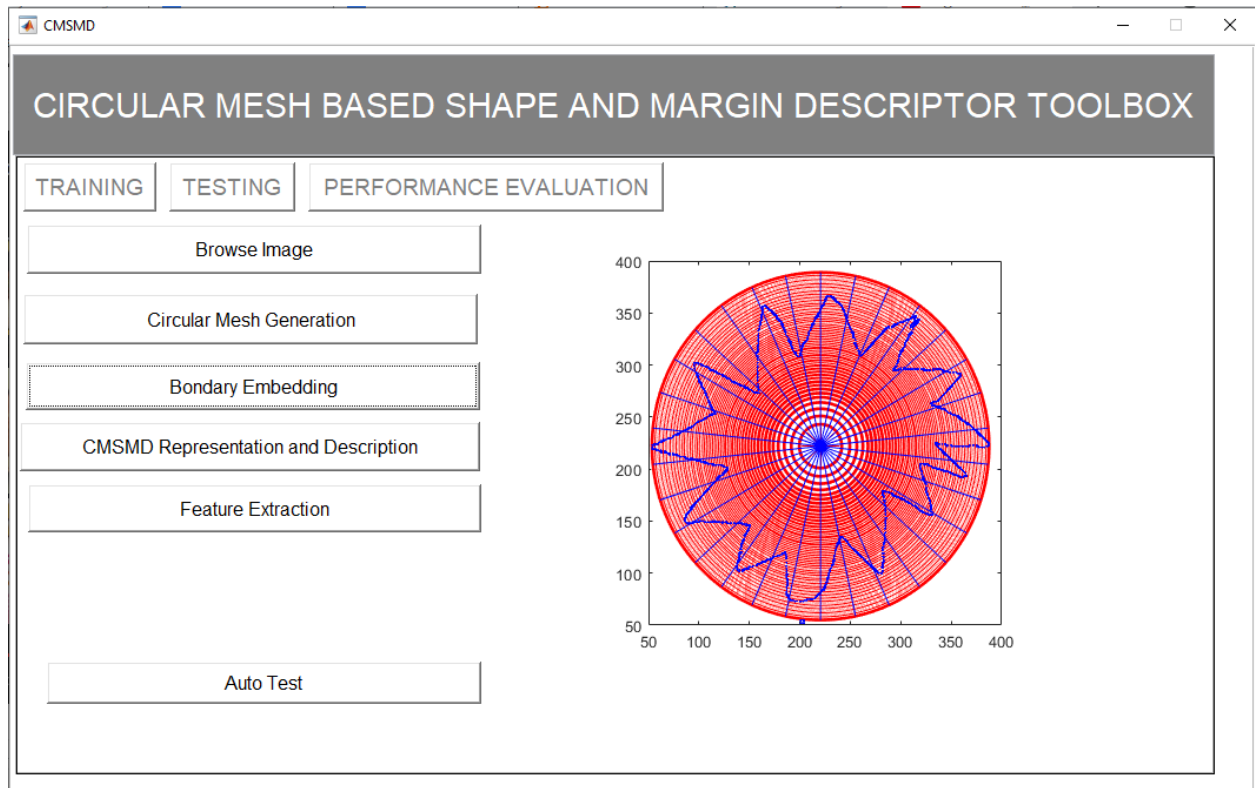 CMSMD
CIRCULAR MESH BASED SHAPE AND MARGIN DESCRIPTOR TOOLBOX
TRAINING TESTING PERFORMANCE EVALUATION
Browse Image
Circular Mesh Generation
Bondary Embedding
CMSMD Representation and Description
Feature Extraction
Auto Test
400
350
300
250
200
150
100
50
50 100 150 200 250 300 350 400